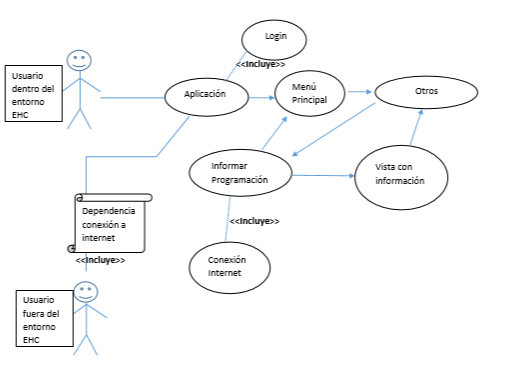 Login
<<Incluye>>
Usuario
dentro del
entorno
EHC
Aplicación
Menú
Principal
Otros
Informar
Programación
Vista con
información
Dependencia
conexión a
internet
<<Incluye>>
<<Incluye>>
Conexión
Internet
Usuario
fuera del
entorno
EHC